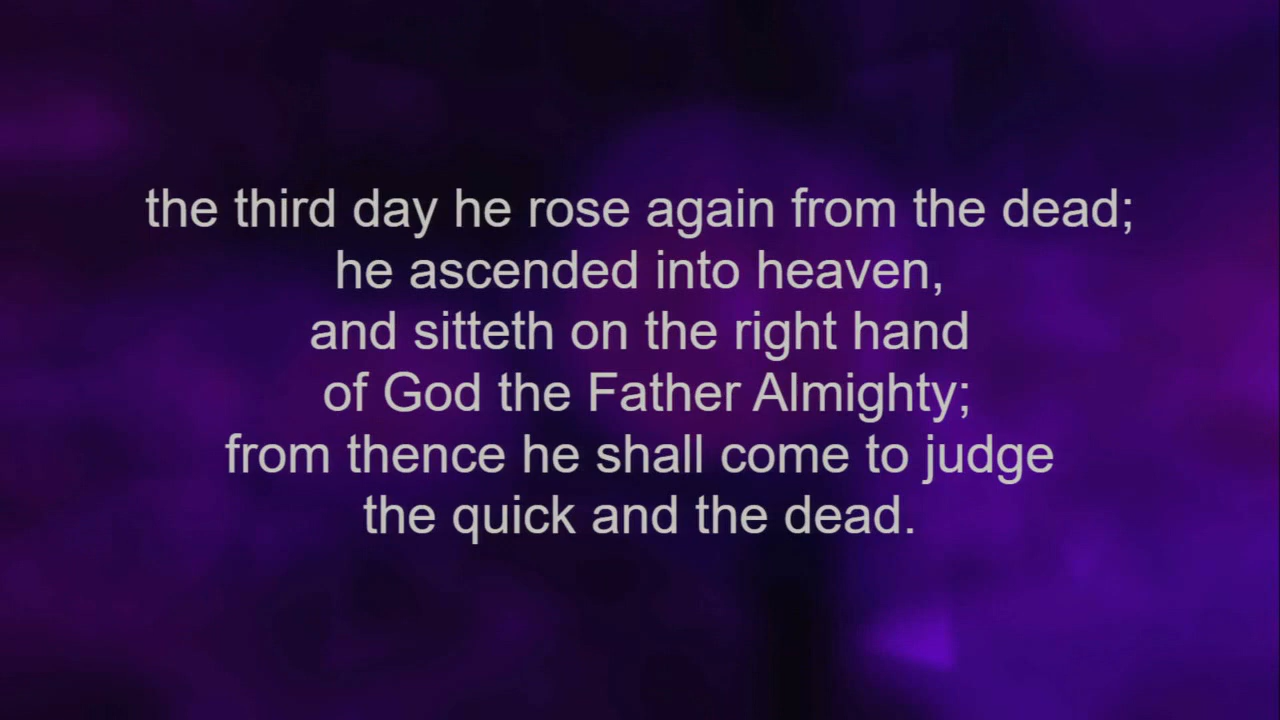 the third day he rose again from the dead;
he ascended into heaven,
and sitteth on the right hand
of God the Father Almighty;
from thence he shall come to judge
the quick and the dead.